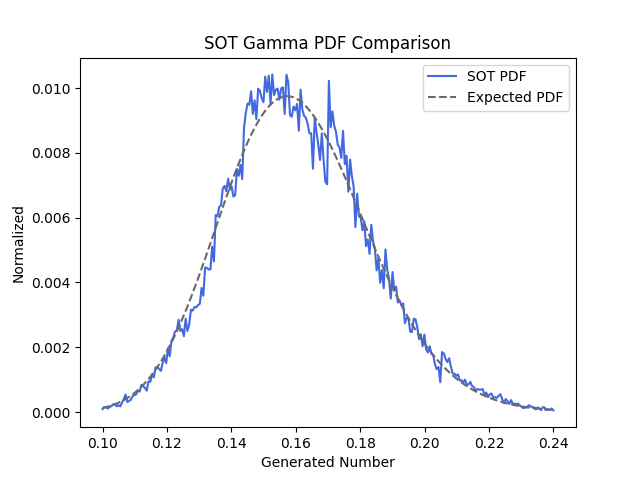 SOT Gamma PDF Comparison
SOT PDF
Expected PDF
Normalized
0.010
0.008
0.006
0.004
0.002
0.000
0.10 0.12 0.14 0.16 0.18 0.20 0.22 0.24
Generated Number